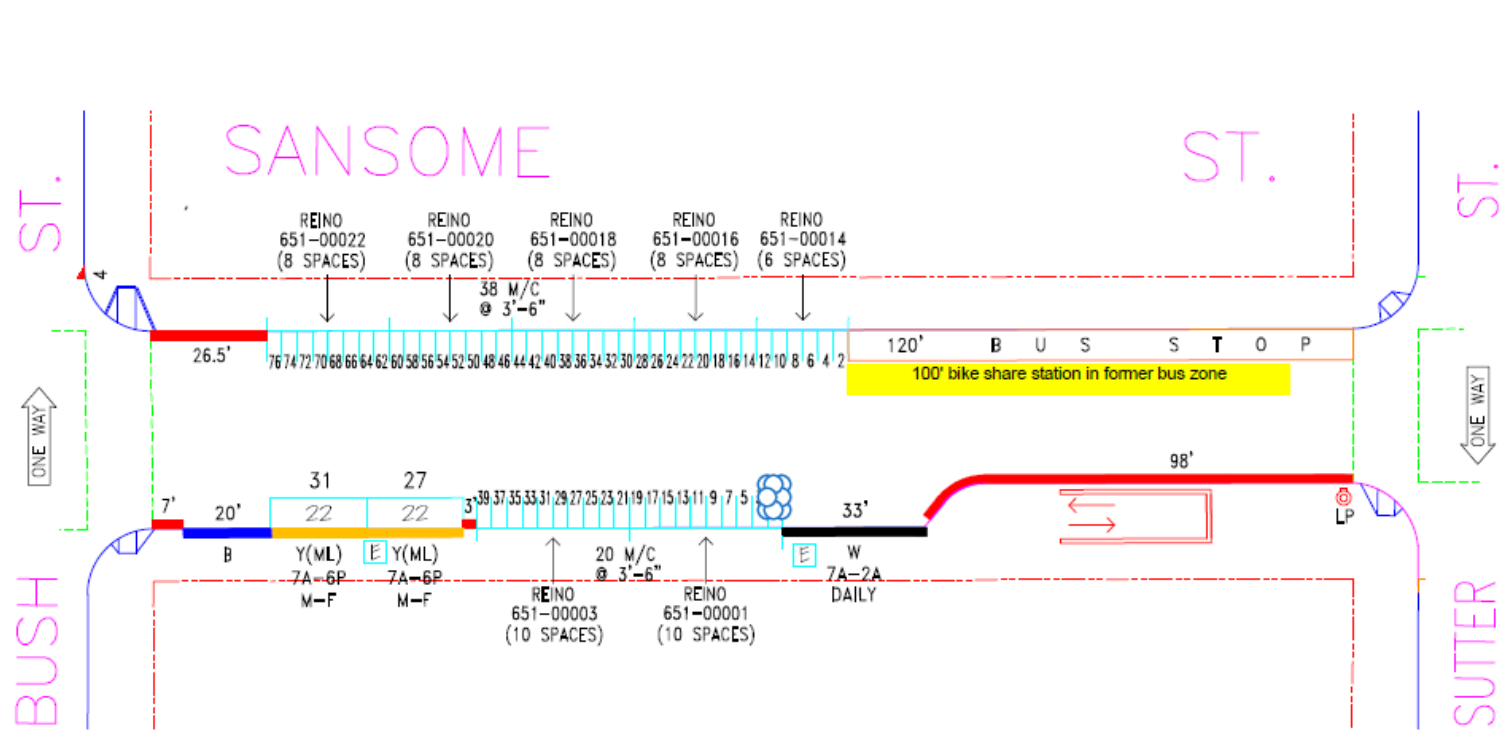 SANSOME ST.
ST.
ST.
REINO
651-00022
(8 SPACES)
REINO
651-00020
(8 SPACES)
REINO
651-00018
(8 SPACES)
REINO
651-00016
(8 SPACES)
REINO
651-00014
(6 SPACES)
4
38 M/C
@ 3'-6"
26.5'
76 74 72 70 68 66 64 62 60 58 56 54 52 50 48 46 44 42 40 38 36 34 32 30 28 26 24 22 20 18 16 14 12 10 8 6 4 2
120' BUS STOP
100' bike share station in former bus zone
ONE WAY
ONE WAY
98'
31
27
7'
20'
22
22
3'
39 37 35 33 31 29 27 25 23 21 19 17 15 13 11 9 7 5
33'
LP
B
Y(ML)
7A-6P
M-F
E
Y(ML)
7A-6P
M-F
20 M/C
@ 3'-6"
E
W
7A-2A
DAILY
REINO
651-00003
(10 SPACES)
REINO
651-00001
(10 SPACES)
BUSH
SUTTER